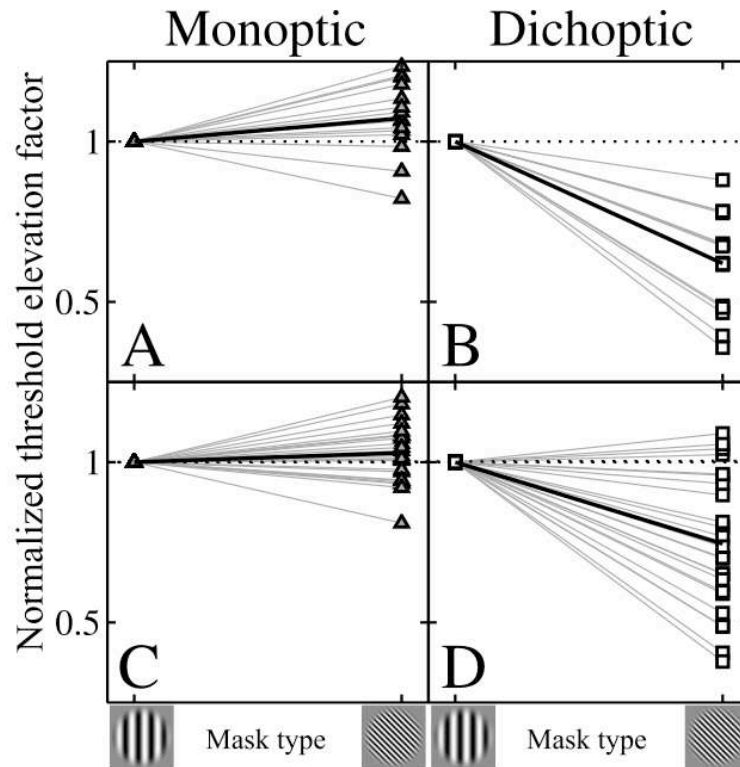 Monoptic Dichoptic
Normalized threshold elevation factor
1
0.5
A B
1
0.5
C D
Mask type Mask type